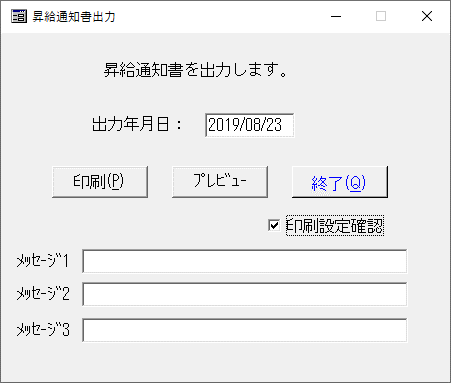 昇給通知書出力
昇給通知書を出力します。
出力年月日： 2019/08/23
印刷(P) ﾌﾟﾚﾋﾞｭｰ 終了(Q)
印刷設定確認
ﾒｯｾｰｼﾞ1
ﾒｯｾｰｼﾞ2
ﾒｯｾｰｼﾞ3